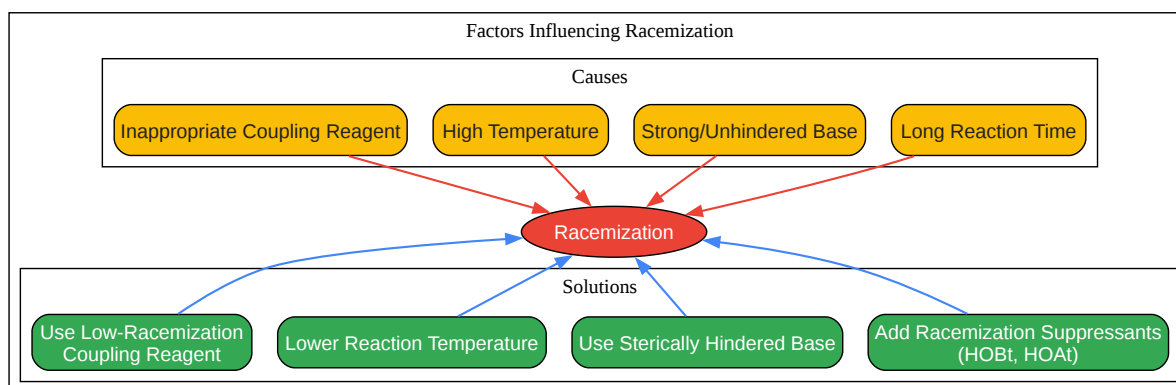 Factors Influencing Racemization
Causes
Inappropriate Coupling Reagent
High Temperature
Strong/Unhindered Base
Long Reaction Time
Racemization
Solutions
Use Low-Racemization
Coupling Reagent
Lower Reaction Temperature
Use Sterically Hindered Base
Add Racemization Suppressants
(HOBt, HOAt)